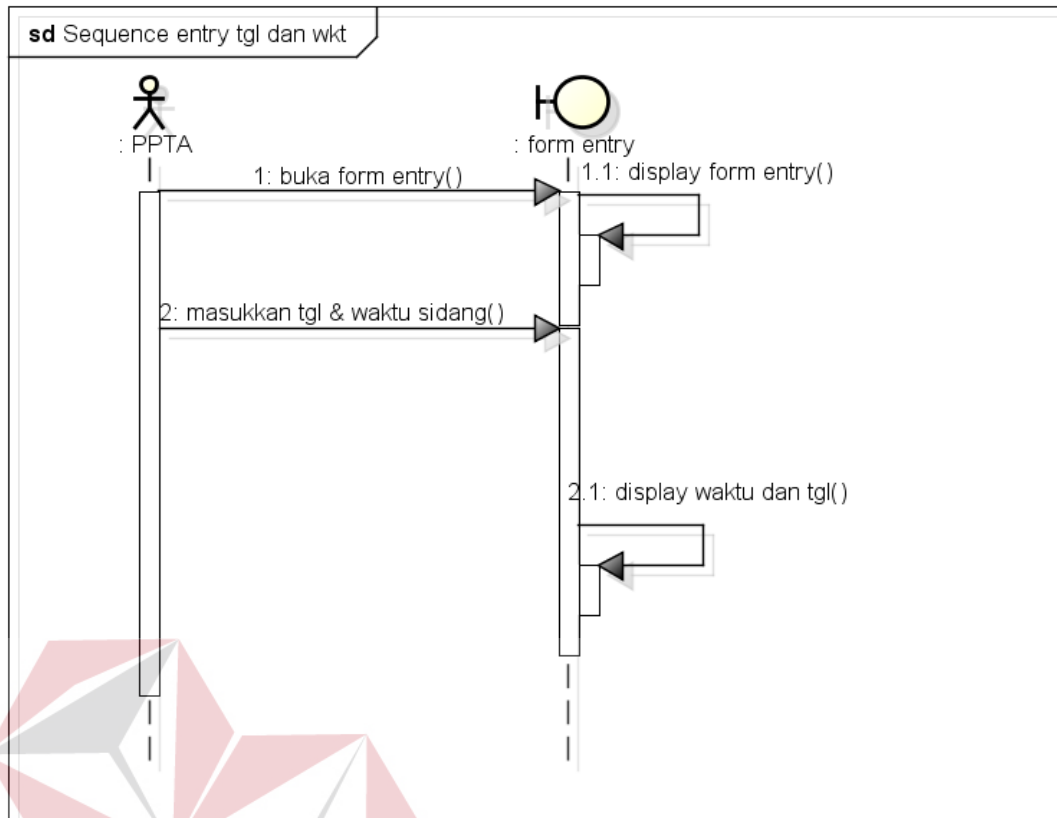 sd Sequence entry tgl dan wkt
: PPTA
: form entry
1: buka form entry()
1.1: display form entry()
2: masukkan tgl & waktu sidang()
2.1: display waktu dan tgl()